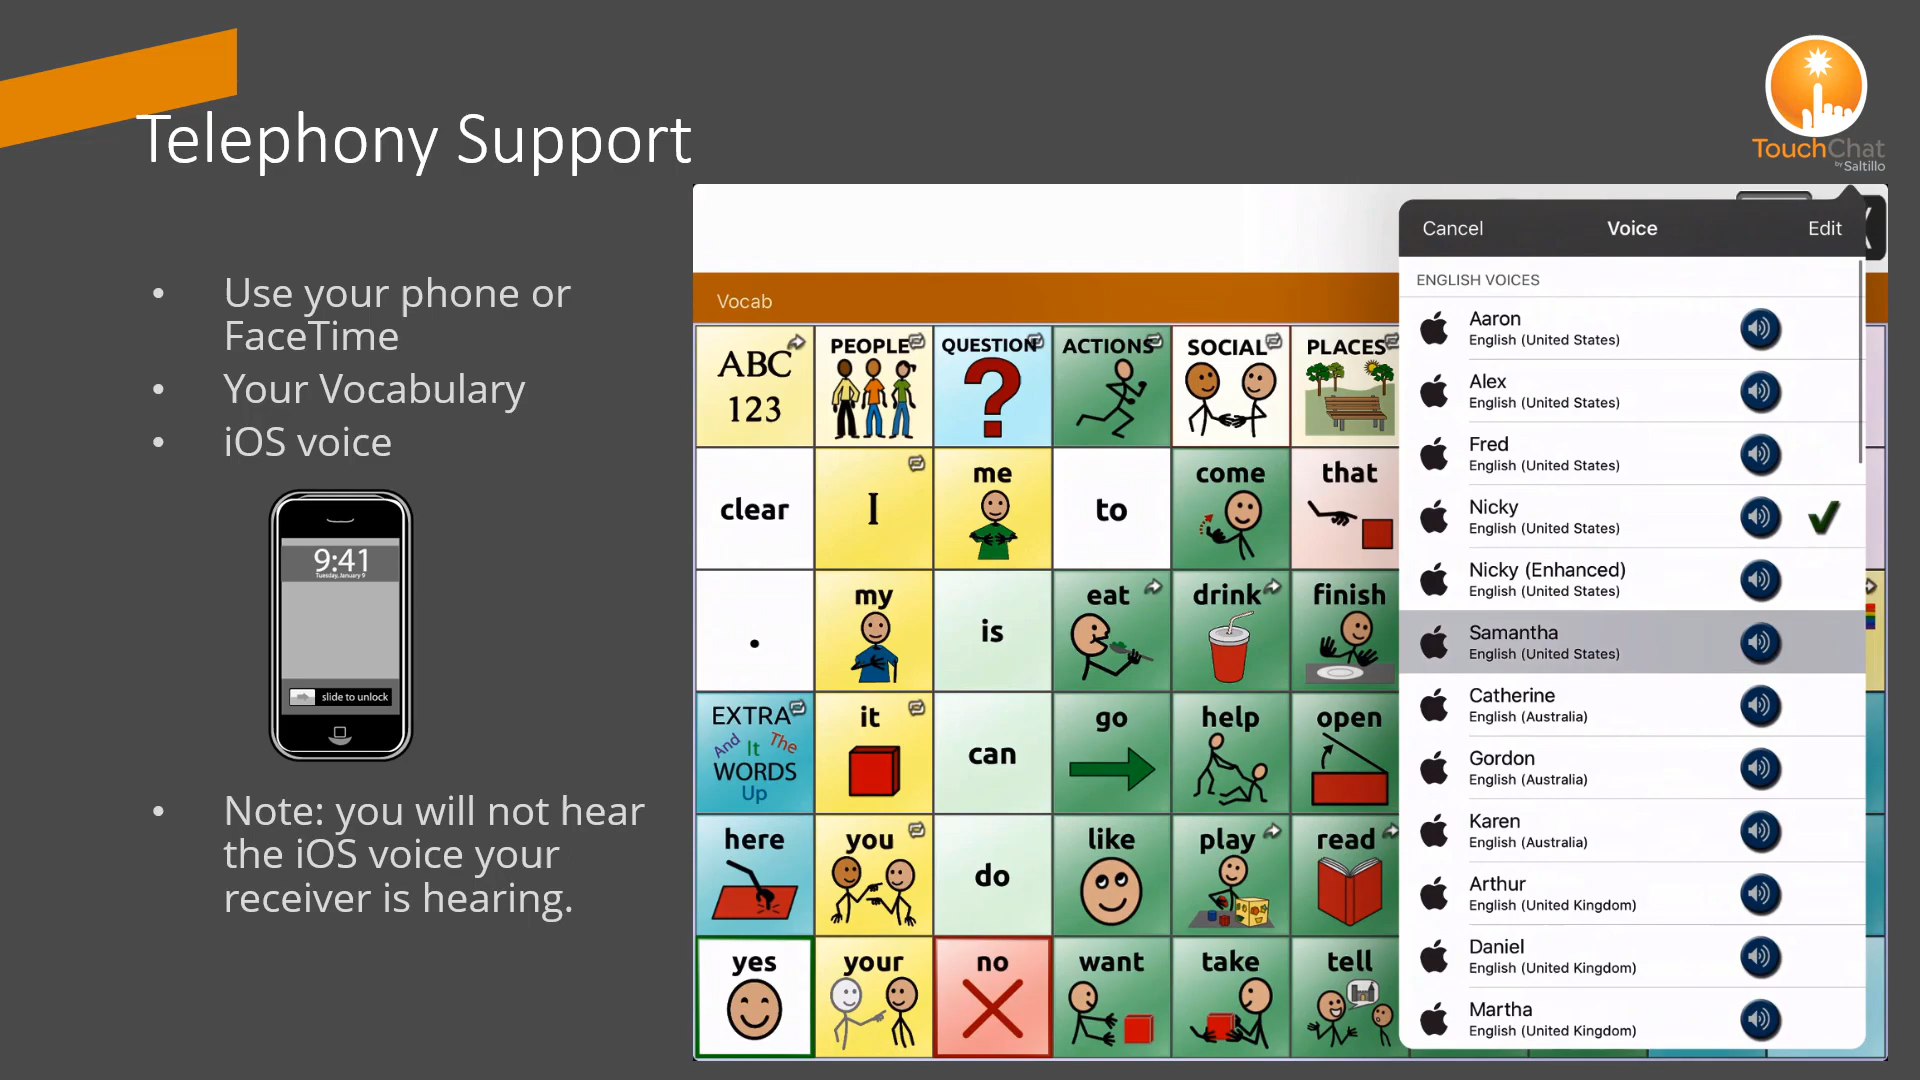 Telephony Support
TouchChat
by Saltillo
• Use your phone or
FaceTime
• Your Vocabulary
• iOS voice
9:41
Tuesday, January 9
slide to unlock
• Note: you will not hear
the iOS voice your
receiver is hearing.
Vocab
ABC
123
PEOPLE
QUESTION
ACTIONS
SOCIAL
PLACES
clear
I
me
to
come
that
.
my
is
eat
drink
finish
EXTRA
And It The
WORDS
Up
it
can
go
help
open
here
you
do
like
play
read
yes
your
no
want
take
tell
Cancel
Voice
Edit
ENGLISH VOICES
Aaron
English (United States)
Alex
English (United States)
Fred
English (United States)
Nicky
English (United States)
Nicky (Enhanced)
English (United States)
Samantha
English (United States)
Catherine
English (Australia)
Gordon
English (Australia)
Karen
English (Australia)
Arthur
English (United Kingdom)
Daniel
English (United Kingdom)
Martha
English (United Kingdom)